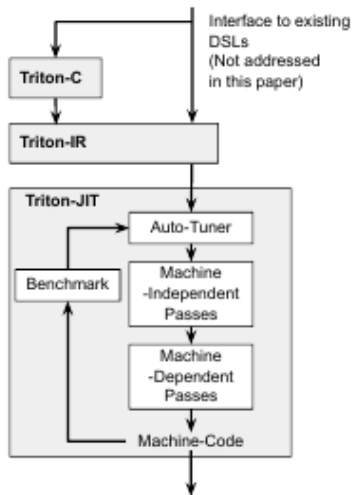 Interface to existing
DSLs
(Not addressed
in this paper)
Triton-C
Triton-IR
Triton-JIT
Auto-Tuner
Benchmark
Machine
-Independent
Passes
Machine
-Dependent
Passes
Machine-Code